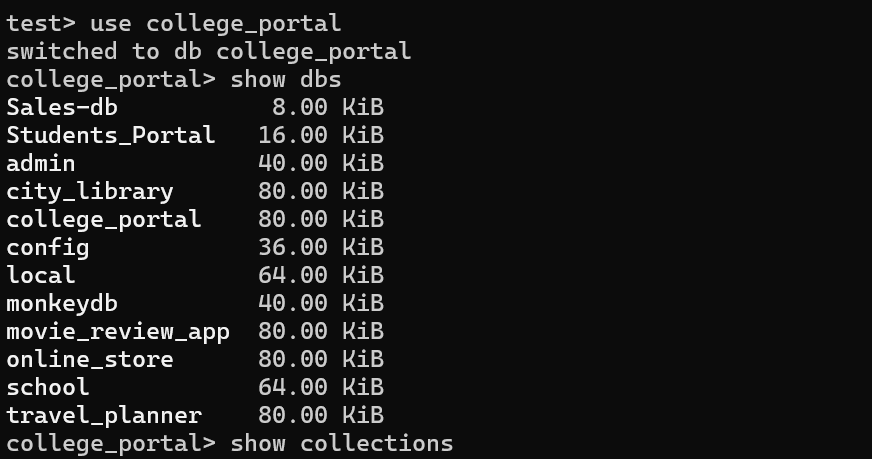 test> use college_portal
switched to db college_portal
college_portal> show dbs
Sales-db           8.00 KiB
Students_Portal   16.00 KiB
admin             40.00 KiB
city_library      80.00 KiB
college_portal    80.00 KiB
config            36.00 KiB
local             64.00 KiB
monkeydb          40.00 KiB
movie_review_app  80.00 KiB
online_store      80.00 KiB
school            64.00 KiB
travel_planner    80.00 KiB
college_portal> show collections